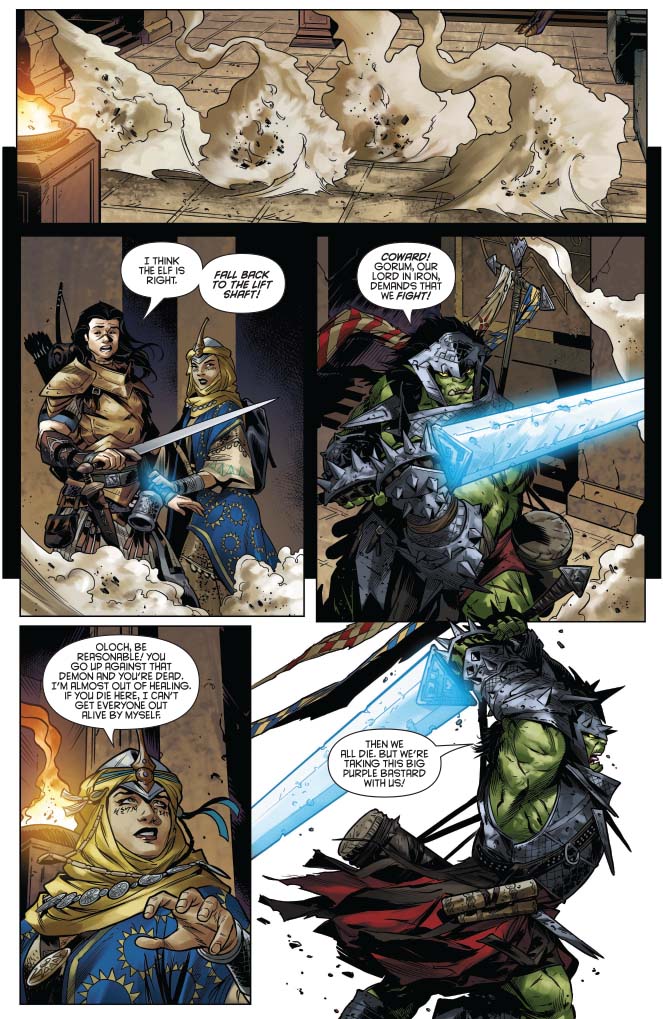 I THINK
THE ELF IS
RIGHT.
FALL BACK
TO THE LIFT
SHAFT!
COWARD!
GORUM, OUR
LORD IN IRON,
DEMANDS THAT
WE FIGHT!
OLOCH, BE
REASONABLE! YOU
GO UP AGAINST THAT
DEMON AND YOU'RE DEAD.
I'M ALMOST OUT OF HEALING.
IF YOU DIE HERE, I CAN'T
GET EVERYONE OUT
ALIVE BY MYSELF.
THEN WE
ALL DIE. BUT WE'RE
TAKING THIS BIG
PURPLE BASTARD
WITH US!